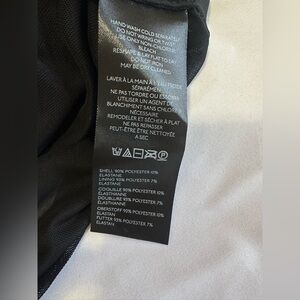 HAND WASH COLD SEPARATELY
DO NOT WRING OR TWIST
USE ONLY NON-CHLORINE
BLEACH
RESHAPE & LAY FLAT TO DRY
DO NOT IRON
MAY BE DRY CLEANED
LAVER À LA MAIN À L'EAU FROIDE
SÉPARÉMENT
NE PAS TORDRE OU ESSORER
UTILISER UN AGENT DE
BLANCHIMENT SANS CHLORE
NÉCESSAIRE
REMODELER ET SÉCHER À PLAT
NE PAS REPASSER
PEUT-ÊTRE ÊTRE NETTOYÉE
A SEC
SHELL 90% POLYESTER 10%
ELASTANE
LINING 93% POLYESTER 7%
ELASTANE
COQUILLE 90% POLYESTER 10%
ÉLASTHANNE
DOUBLURE 93% POLYESTER 7%
ÉLASTHANNE
OBERSTOFF 90% POLYESTER 10%
ELASTAN
FUTTER 93% POLYESTER 7%
ELASTAN